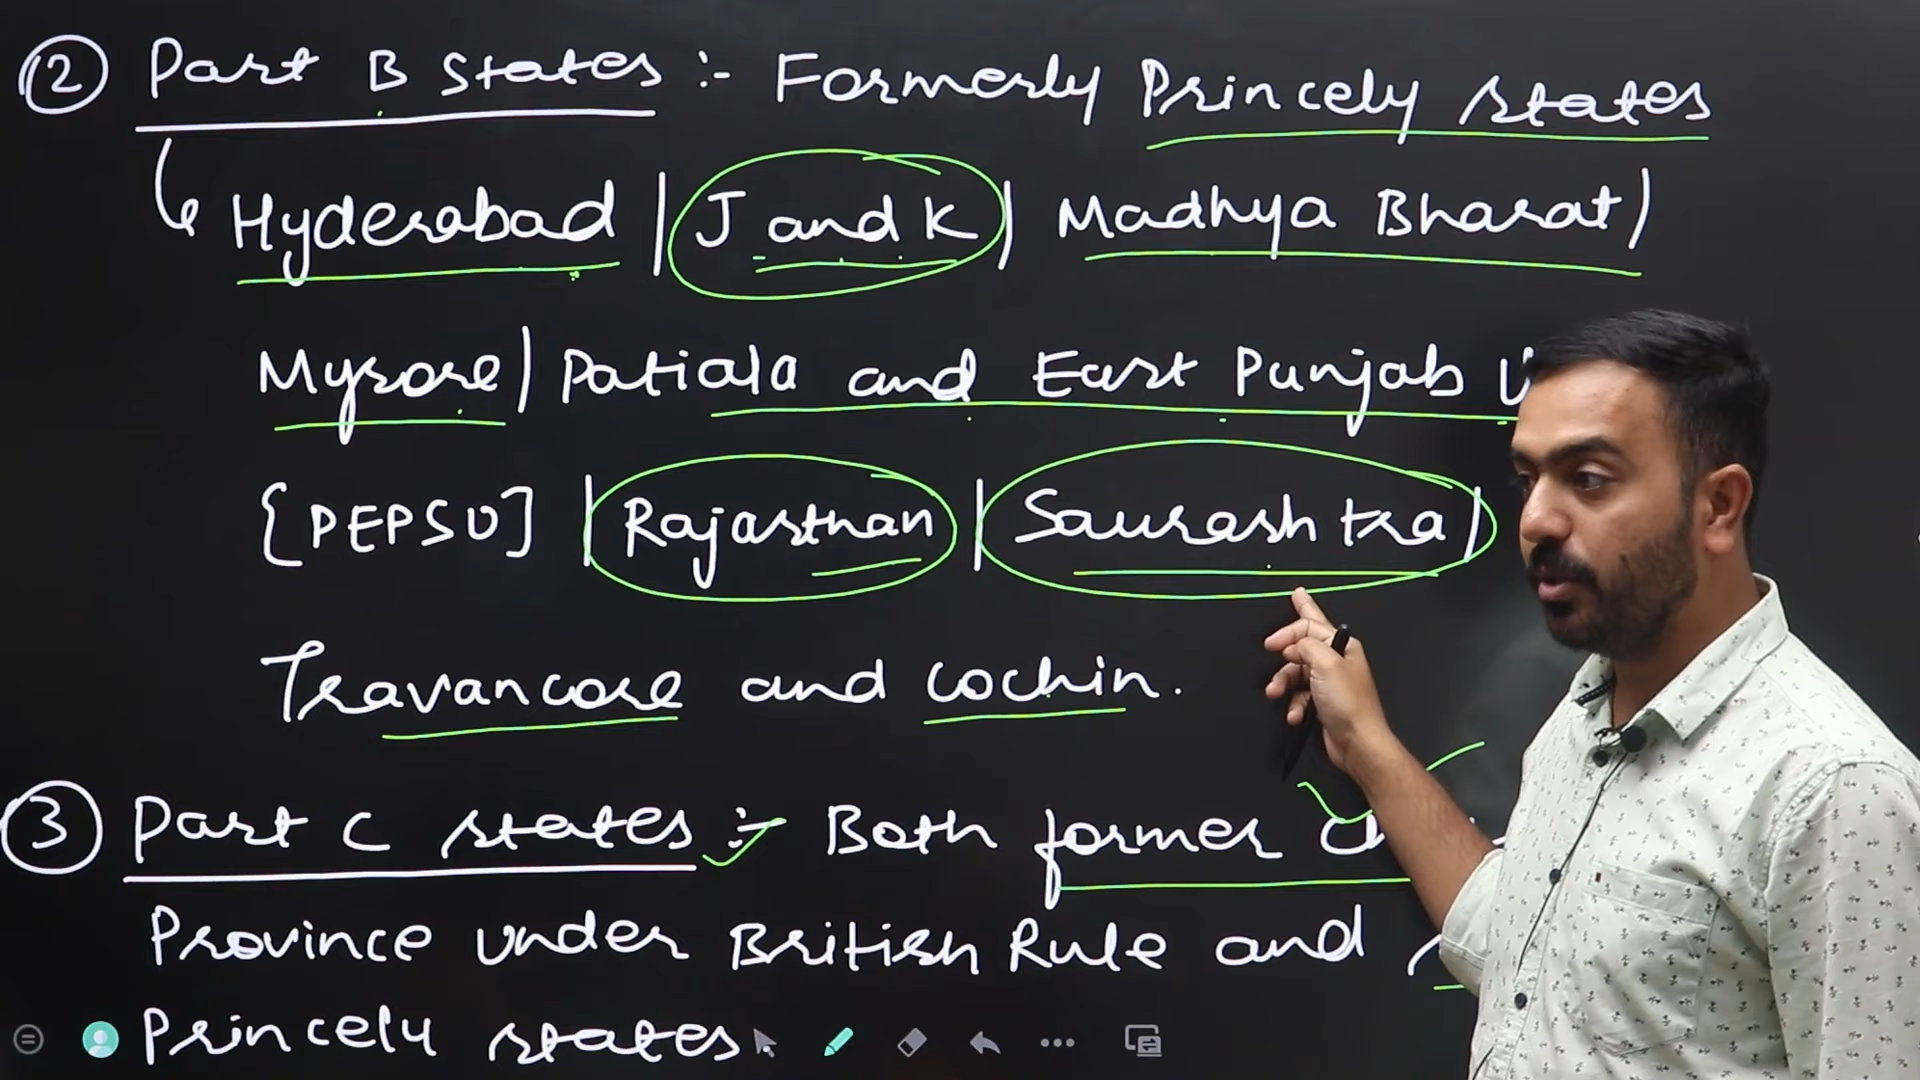 2 Part B States :- Formerly Princely states
Hyderabad | J and K | Madhya Bharat |
Mysore | Patiala and East Punjab
[PEPSU] | Rajasthan | Saurashtra |
Travancore and Cochin.
3 Part C states :- Both former
Province under British Rule and
Princely states